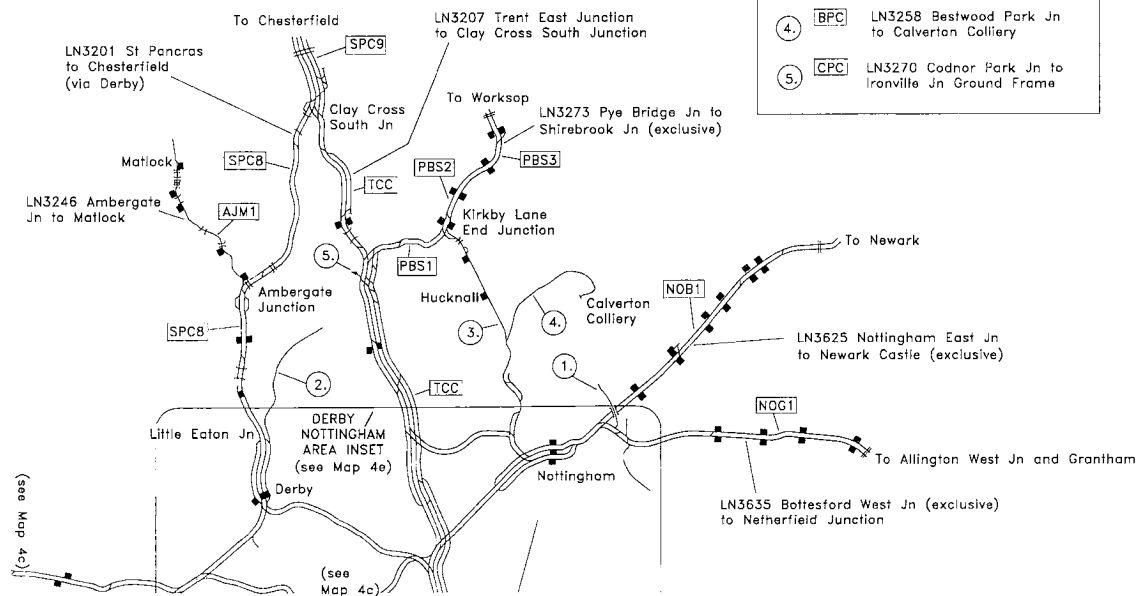 To Chesterfield
SPC9
LN3207 Trent East Junction
to Clay Cross South Junction
LN3201 St Pancras
to Chesterfield
(via Derby)
4. BPC LN3258 Bestwood Park Jn
to Calverton Colliery
5. CPC LN3270 Codnor Park Jn to
Ironville Jn Ground Frame
To Worksop
LN3273 Pye Bridge Jn to
Shirebrook Jn (exclusive)
Clay Cross
South Jn
Matlock
SPC8
TCC
PBS2
PBS3
LN3246 Ambergate
Jn to Matlock
AJM1
Kirkby Lane
End Junction
5.
PBS1
To Newark
Ambergate
Junction
Hucknall
4.
Calverton
Colliery
NOB1
SPC8
3.
LN3625 Nottingham East Jn
to Newark Castle (exclusive)
2.
TCC
1.
NOG1
Little Eaton Jn
DERBY /
NOTTINGHAM
AREA INSET
(see Map 4e)
Nottingham
To Allington West Jn and Grantham
Derby
LN3635 Bottesford West Jn (exclusive)
to Netherfield Junction
(see Map 4c)
(see
Map 4c)